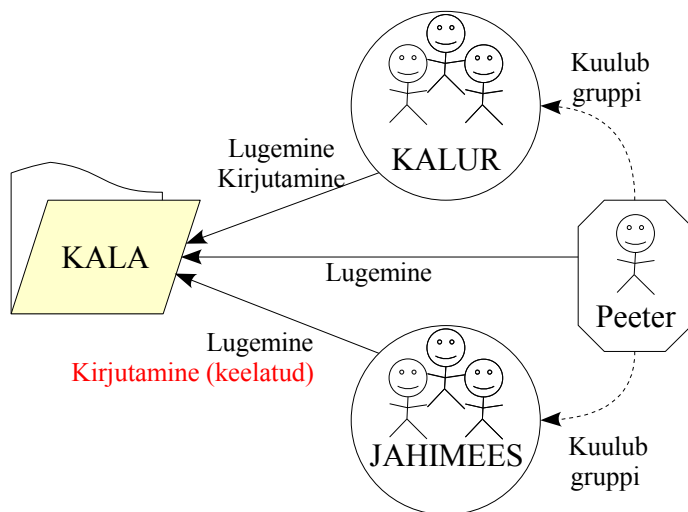 Kuulub
gruppi
KALUR
Lugemine
Kirjutamine
KALA
Lugemine
Peeter
Lugemine
Kirjutamine (keelatud)
JAHIMEES
Kuulub
gruppi